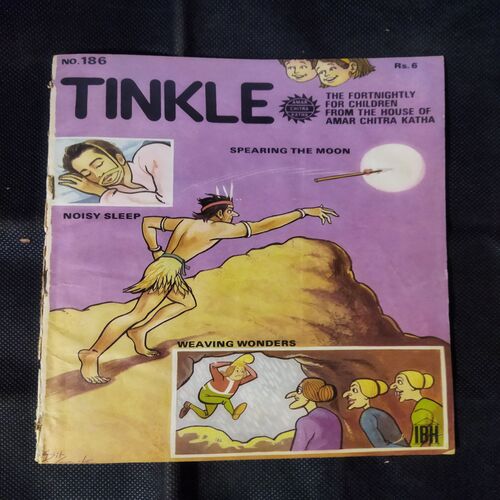 NO. 186
Rs. 6
TINKLE
AMAR
CHITRA
KATHA
THE FORTNIGHTLY
FOR CHILDREN
FROM THE HOUSE OF
AMAR CHITRA KATHA
SPEARING THE MOON
NOISY SLEEP
WEAVING WONDERS
IBH